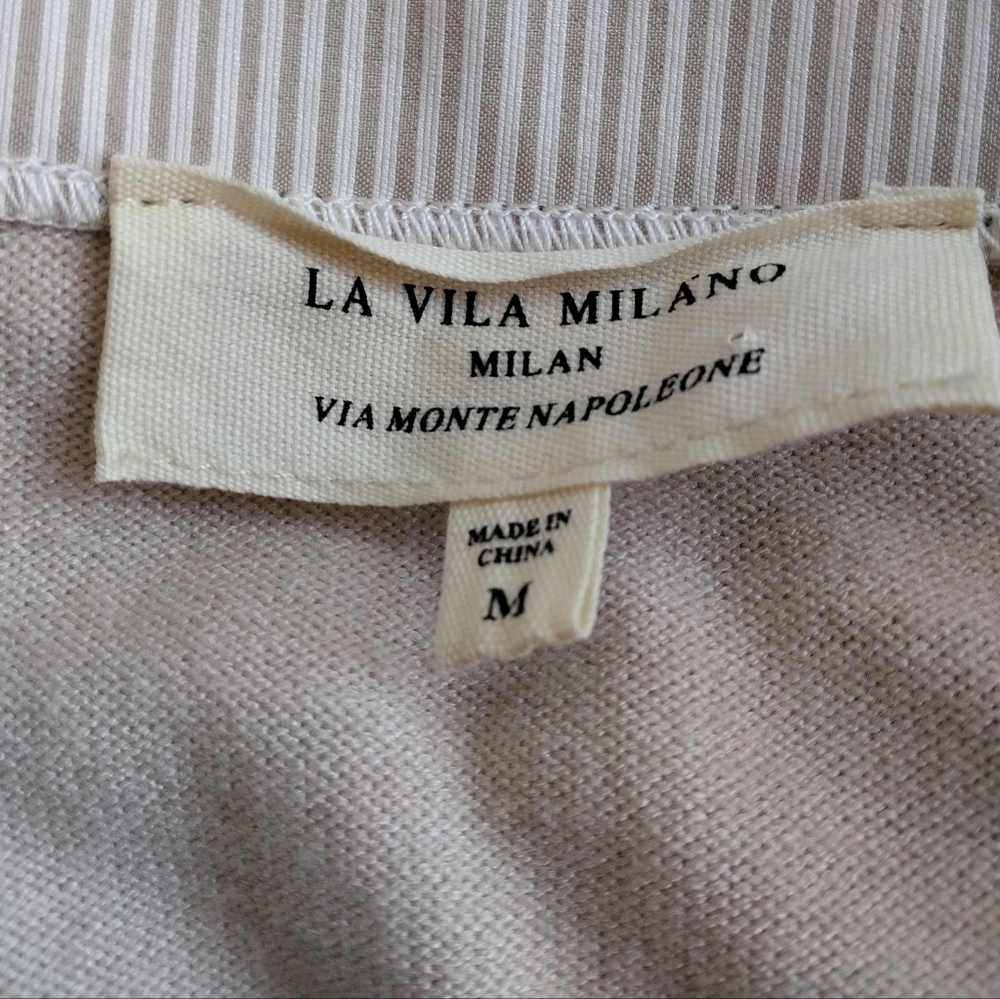 LA VILA MILANO
MILAN
VIA MONTE NAPOLEONE
MADE IN
CHINA
M